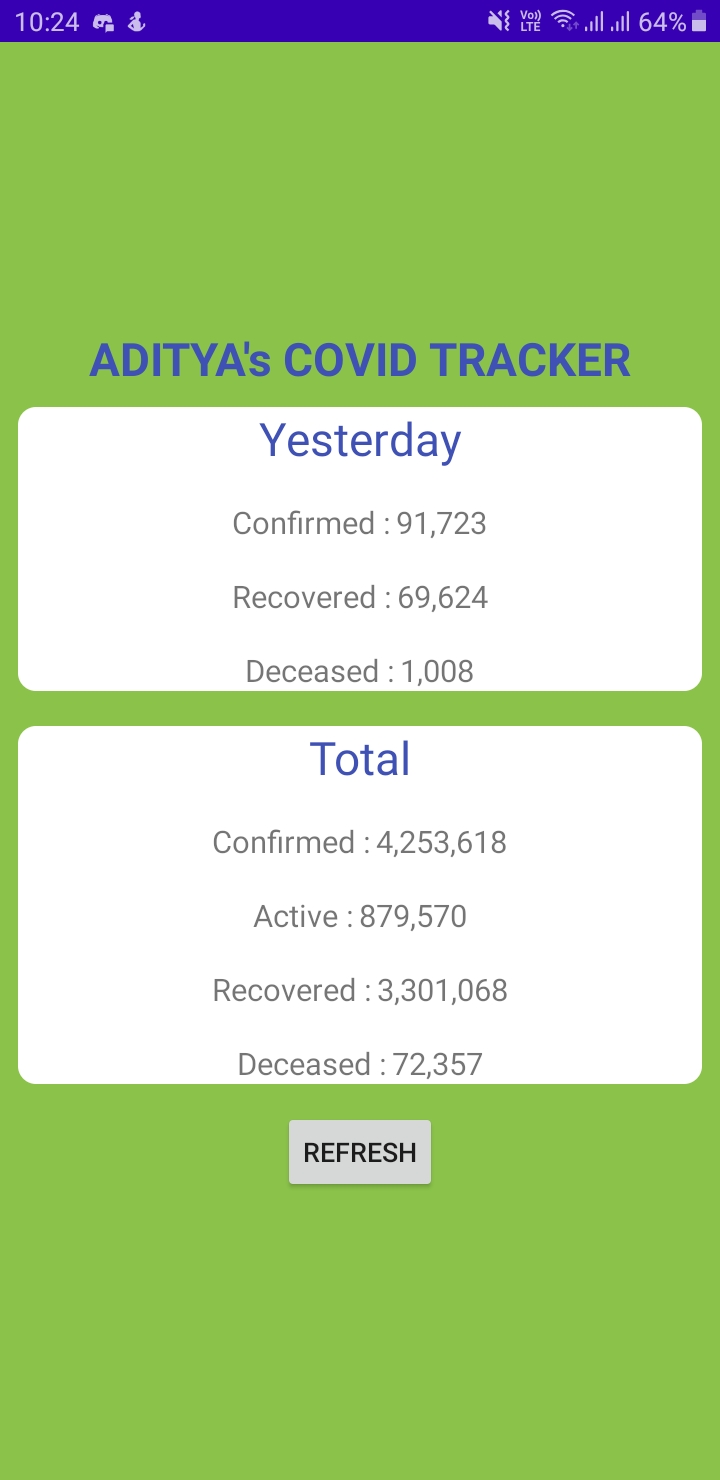 10:24 Vo)) LTE 64%
ADITYA's COVID TRACKER
Yesterday
Confirmed : 91,723
Recovered : 69,624
Deceased : 1,008
Total
Confirmed : 4,253,618
Active : 879,570
Recovered : 3,301,068
Deceased : 72,357
REFRESH